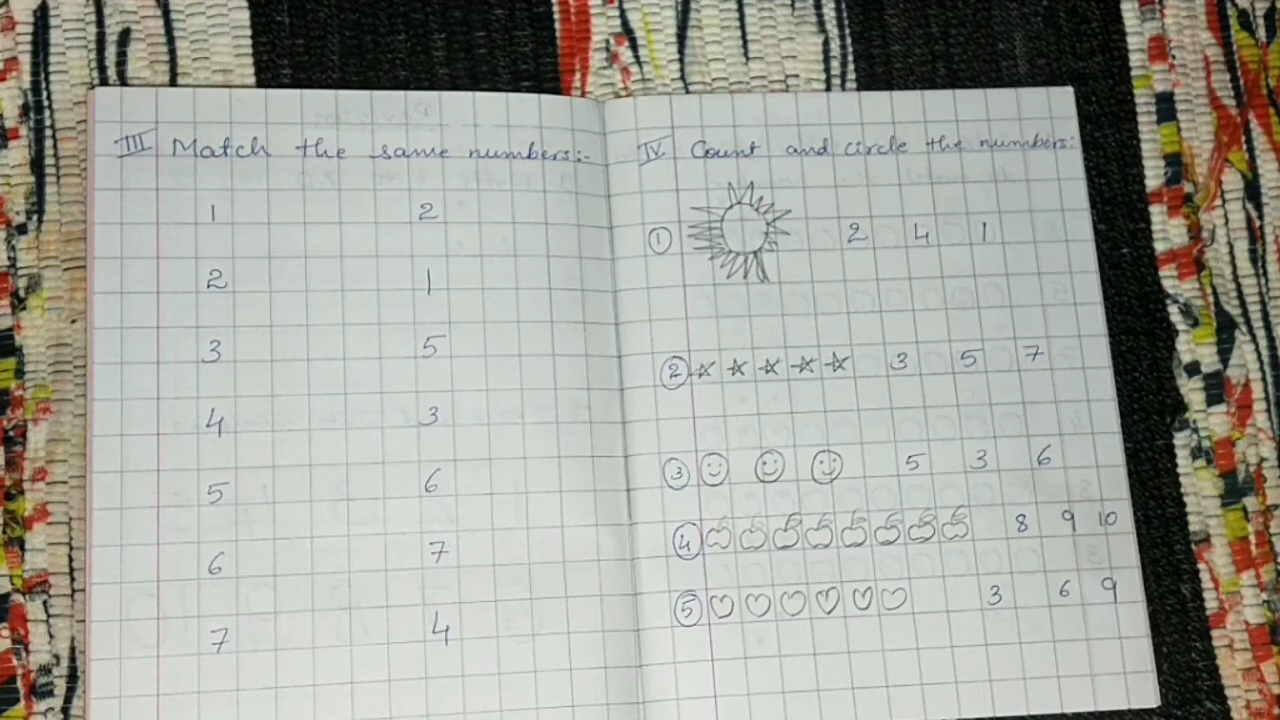 III Match the same numbers:-
1 2
2 1
3 5
4 3
5 6
6 7
7 4
IV Count and circle the numbers:
1 2 4 1
2 3 5 7
3 5 3 6
4 8 9 10
5 3 6 9